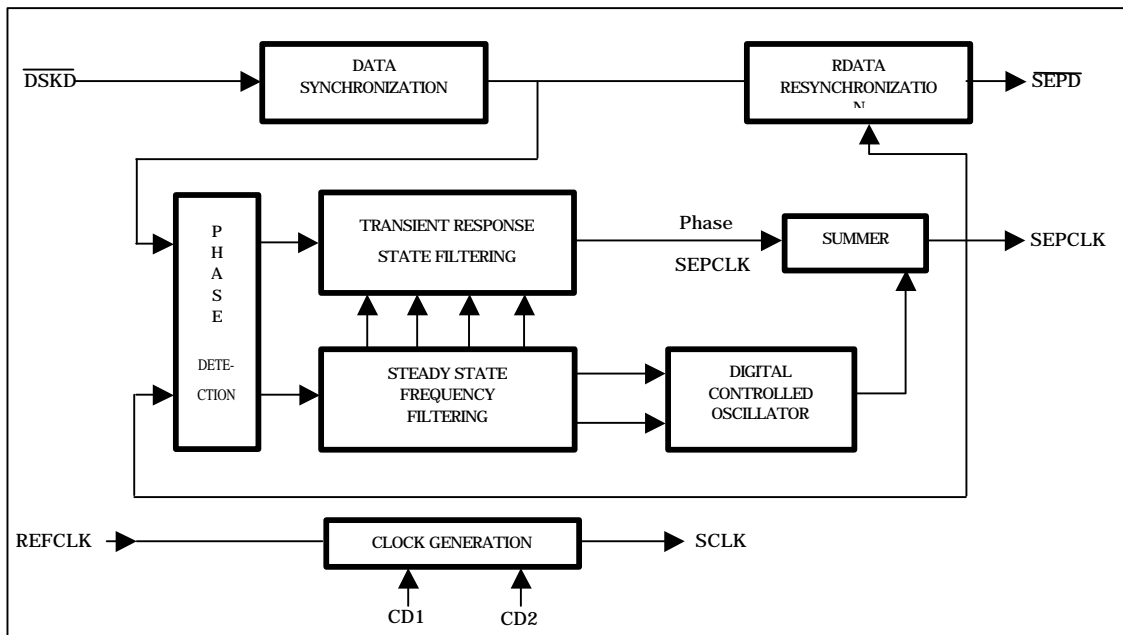 DATA
SYNCHRONIZATION
RDATA
RESYNCHRONIZATIO
N
DSKD
SEPD
P
H
A
S
E
DETE-
CTION
TRANSIENT RESPONSE
STATE FILTERING
Phase
SEPCLK
SUMMER
SEPCLK
STEADY STATE
FREQUENCY
FILTERING
DIGITAL
CONTROLLED
OSCILLATOR
REFCLK
CLOCK GENERATION
SCLK
CD1
CD2